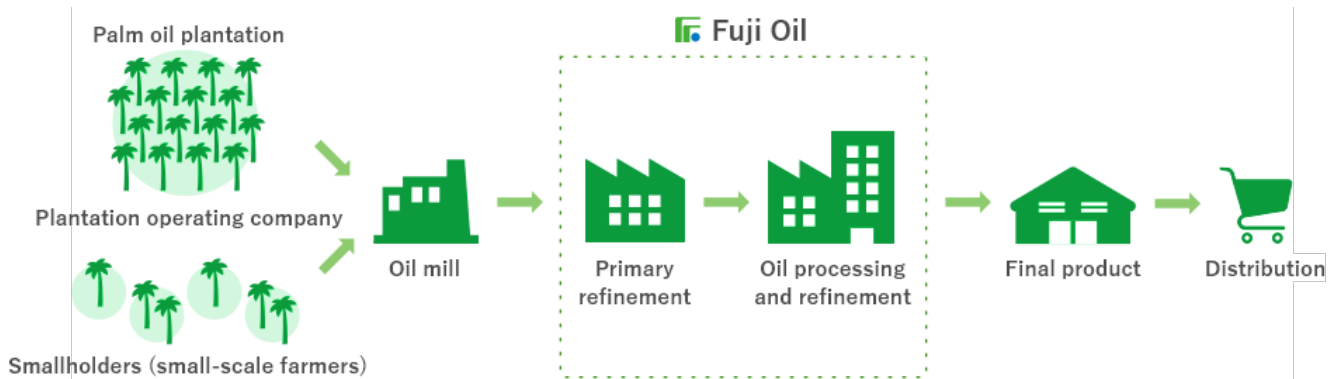 Fuji Oil
Palm oil plantation
Plantation operating company
Smallholders (small-scale farmers)
Oil mill
Primary
refinement
Oil processing
and refinement
Final product
Distribution